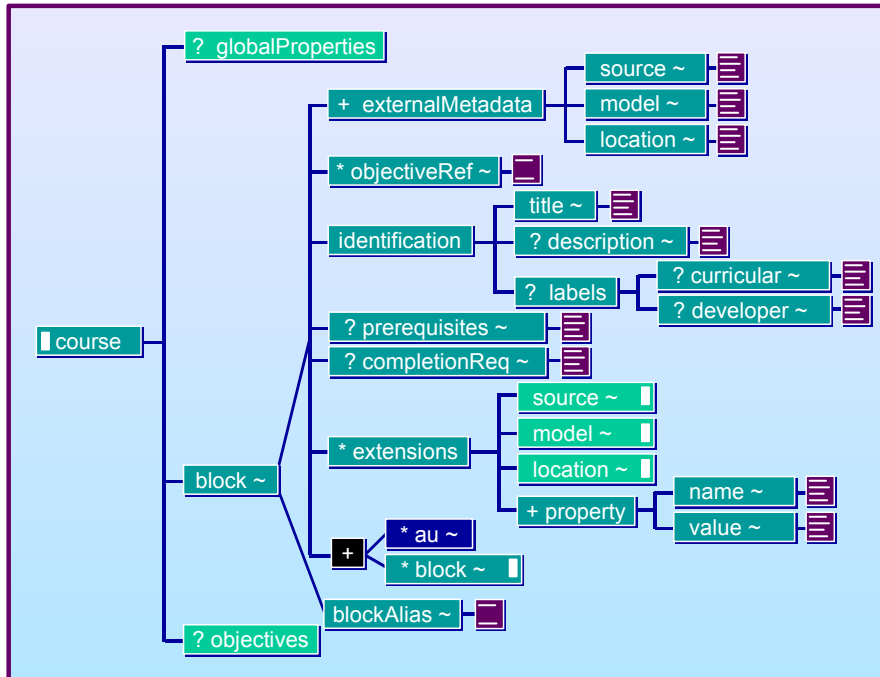 ? globalProperties
source ~
+ externalMetadata
model ~
location ~
* objectiveRef ~
title ~
identification
? description ~
? curricular ~
? labels
? developer ~
? prerequisites ~
course
? completionReq ~
source ~
model ~
* extensions
location ~
block ~
name ~
+ property
value ~
* au ~
+
* block ~
blockAlias ~
? objectives